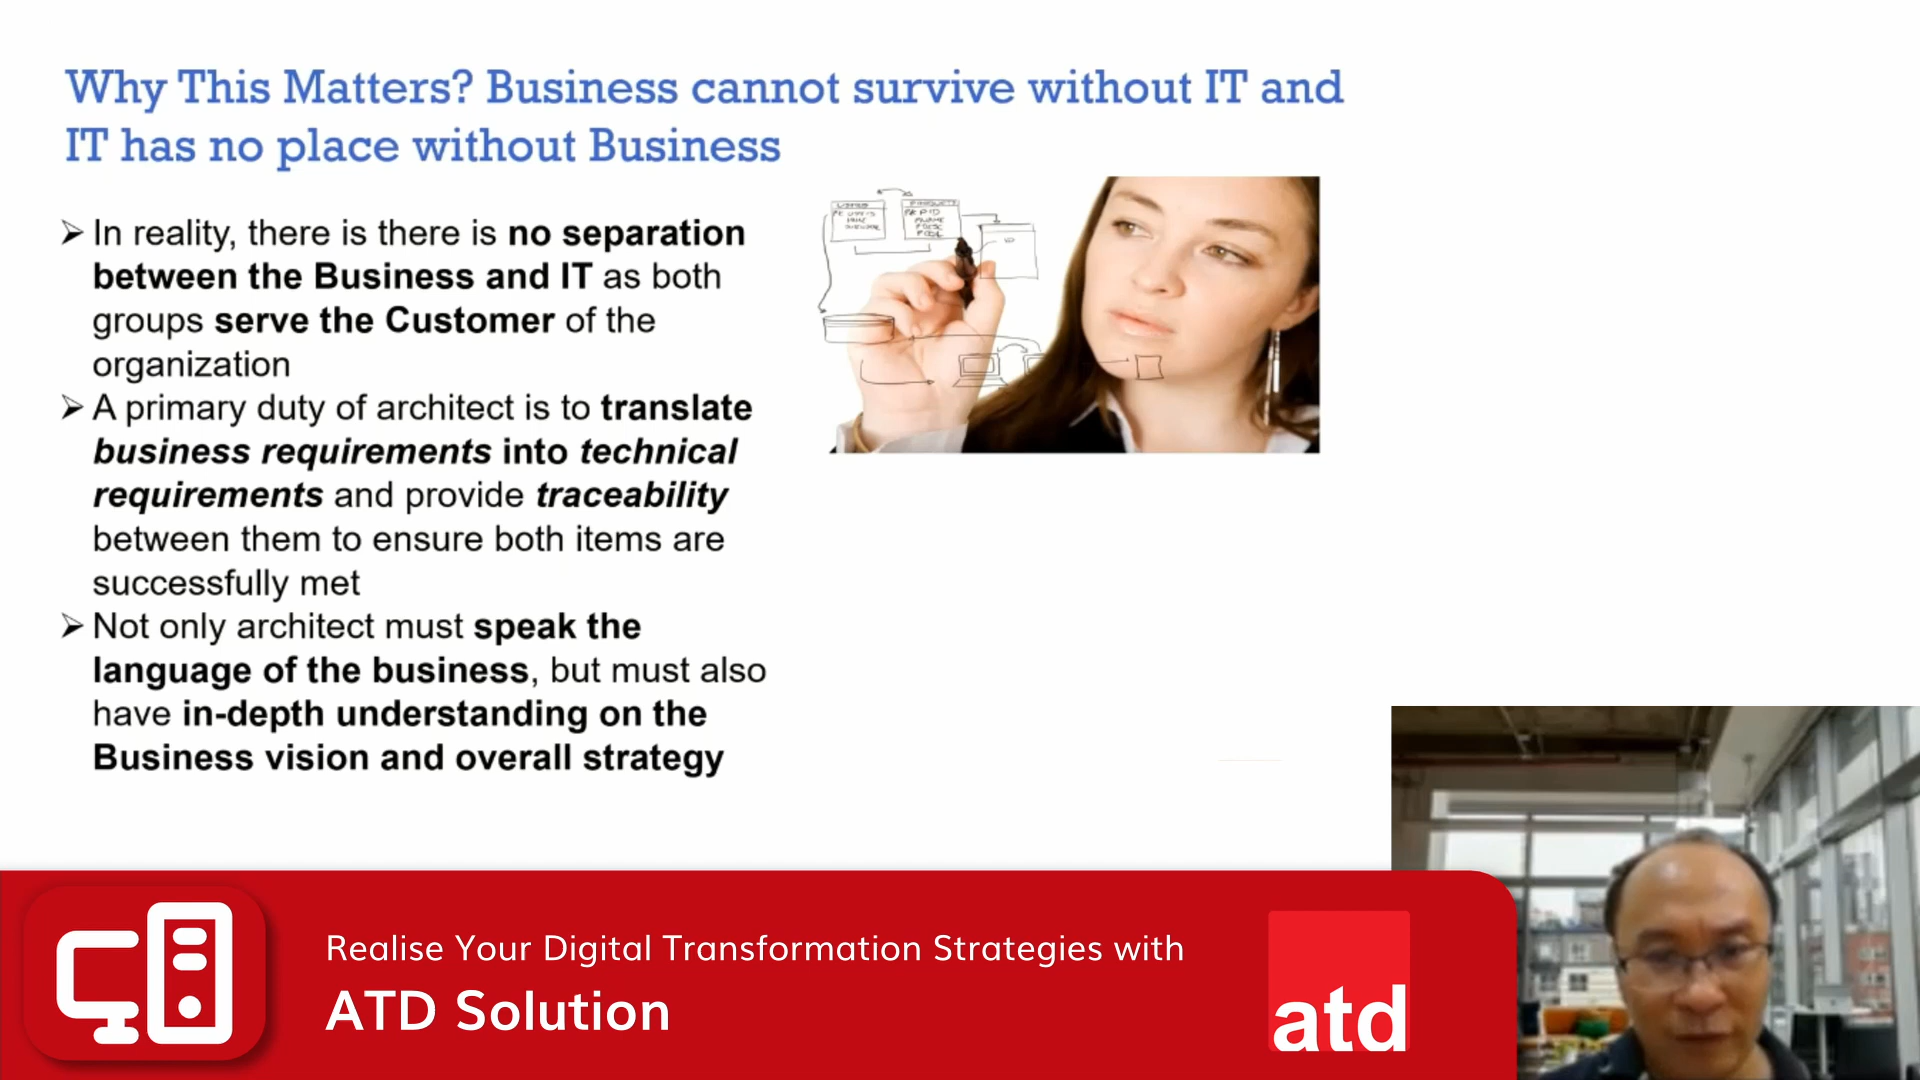 Why This Matters? Business cannot survive without IT and
IT has no place without Business
In reality, there is there is no separation
between the Business and IT as both
groups serve the Customer of the
organization
A primary duty of architect is to translate
business requirements into technical
requirements and provide traceability
between them to ensure both items are
successfully met
Not only architect must speak the
language of the business, but must also
have in-depth understanding on the
Business vision and overall strategy
Realise Your Digital Transformation Strategies with
ATD Solution
atd